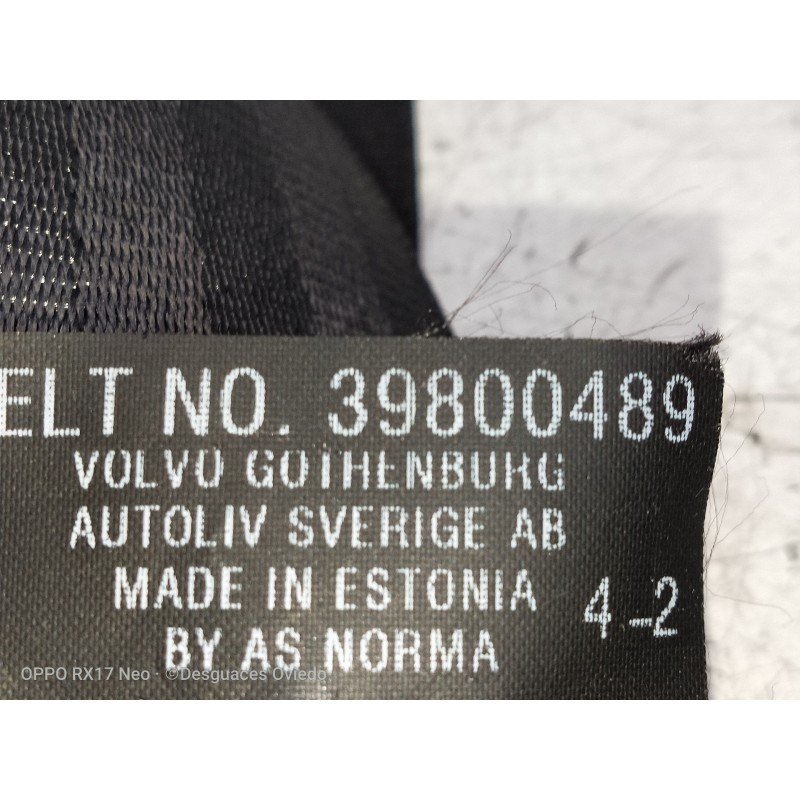 ELT NO. 39800489
VOLVO GOTHENBURG
AUTOLIV SVERIGE AB
MADE IN ESTONIA
4-2
BY AS NORMA
OPPO RX17 Neo · ©Desguaces Oviedo